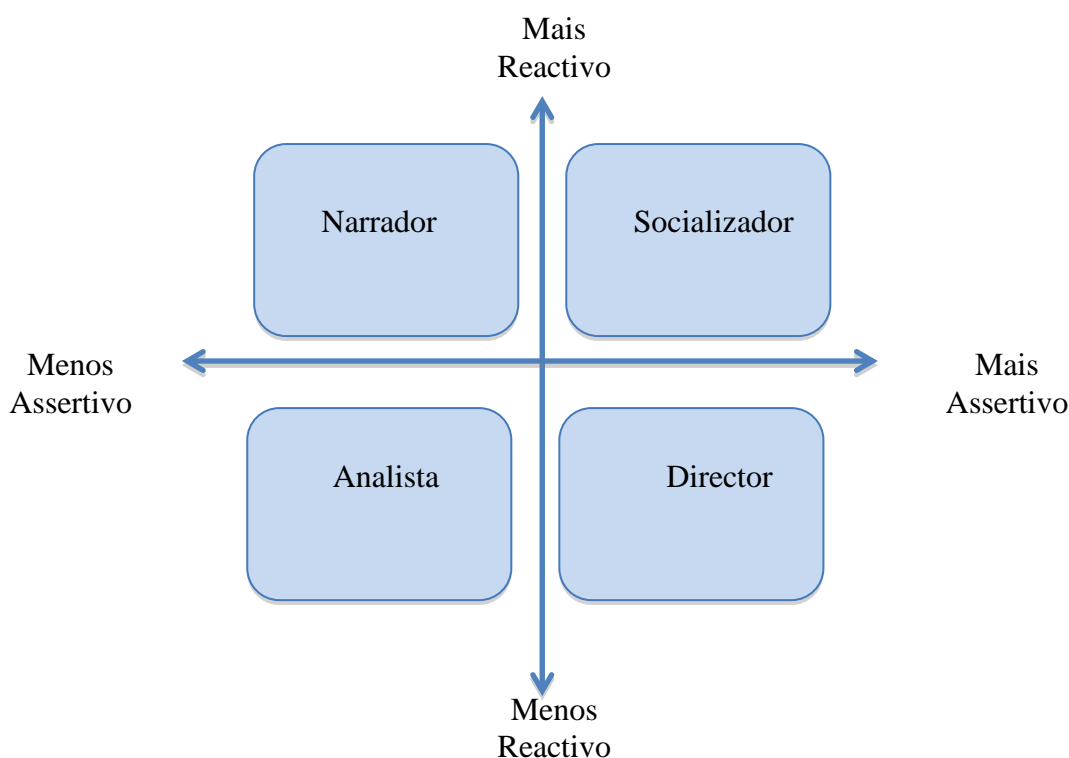 Mais
Reactivo
Narrador
Socializador
Menos
Assertivo
Mais
Assertivo
Analista
Director
Menos
Reactivo